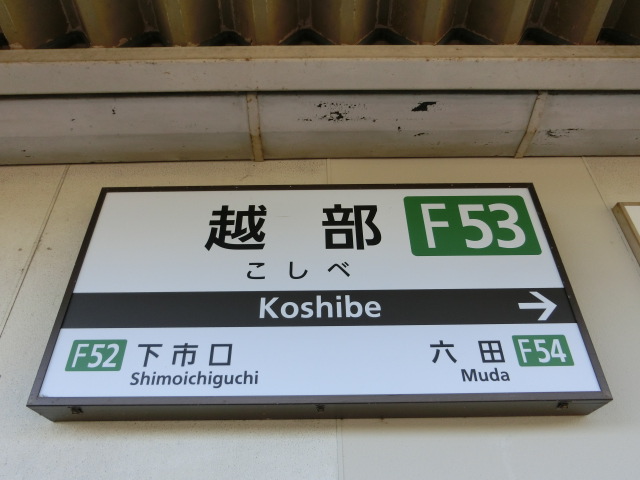 越部 F53
こしべ
Koshibe →
F52 下市口 六田 F54
Shimoichiguchi Muda